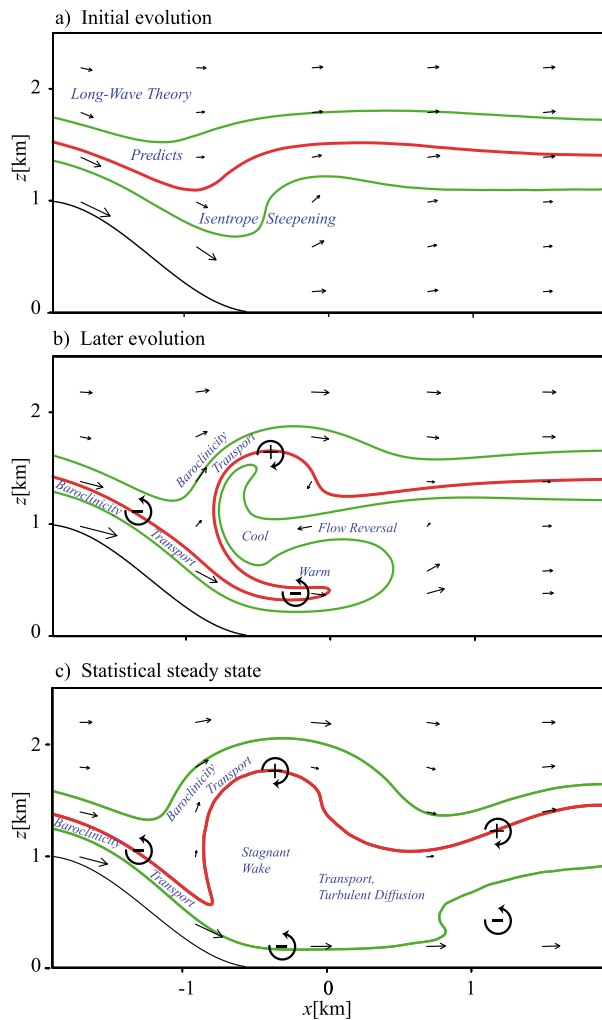 a) Initial evolution
2
Long-Wave Theory
z[km]
Predicts
1
Isentrope Steepening
0
b) Later evolution
2
Baroclinicity
Transport
+
z[km]
Baroclinicity
-
1
Transport
Cool
Flow Reversal
Warm
-
0
c) Statistical steady state
2
Baroclinicity
Transport
+
z[km]
Baroclinicity
-
+
1
Transport
Stagnant
Wake
Transport,
Turbulent Diffusion
-
-
0
-1
0
1
x[km]